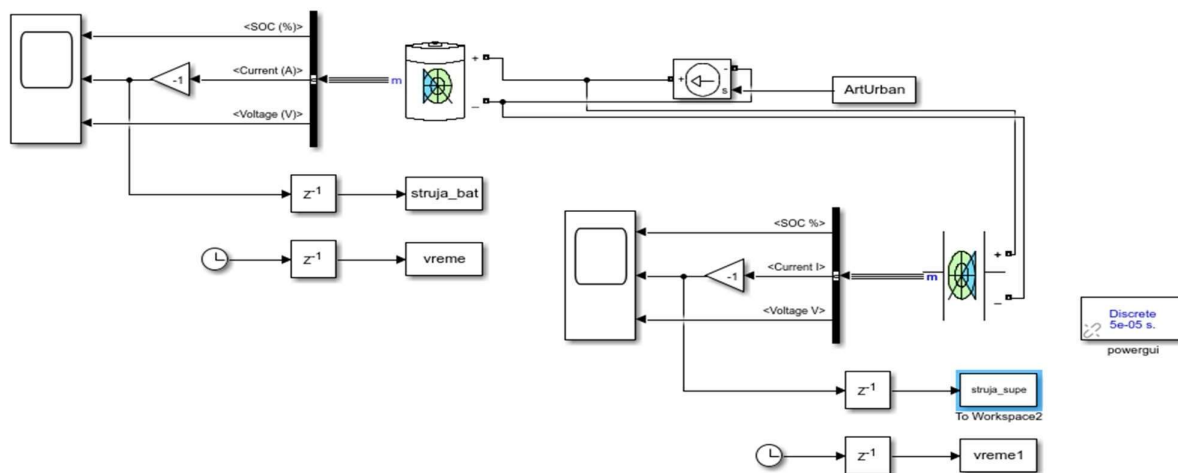 <SOC (%)>
-1
<Current (A)>
<Voltage (V)>
m
+
_
+
-
s
ArtUrban
z-1
struja_bat
z-1
vreme
<SOC %>
-1
<Current I>
<Voltage V>
m
+
_
Discrete
5e-05 s.
powergui
z-1
struja_supe
To Workspace2
z-1
vreme1